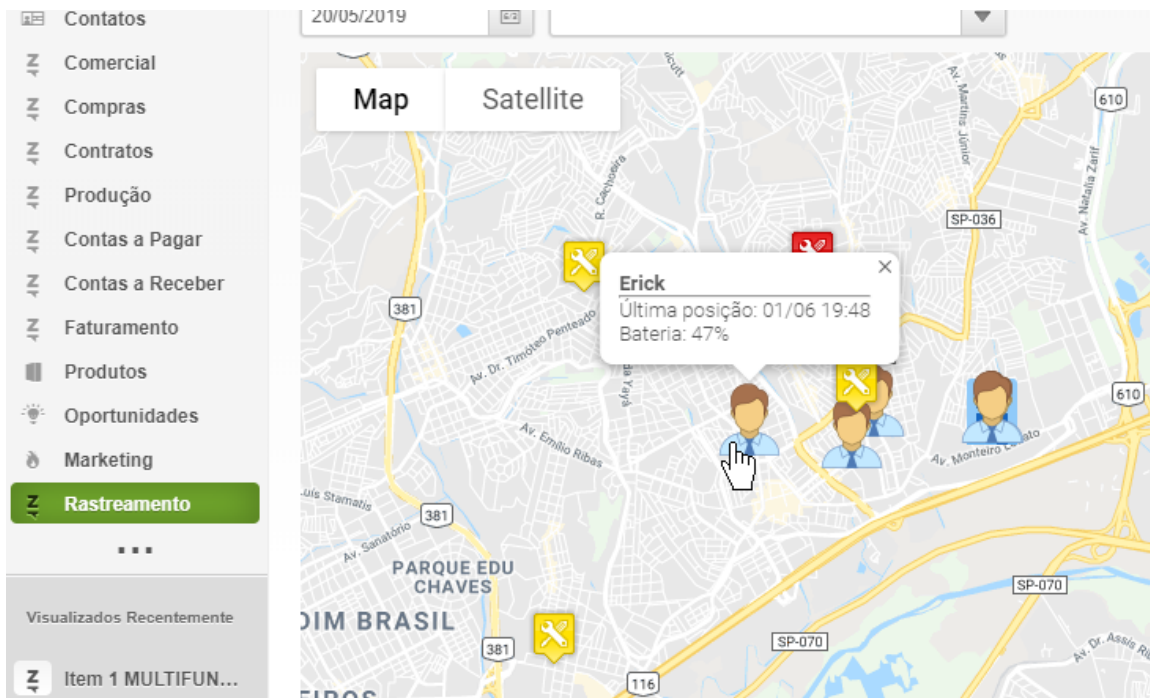 Contatos
Comercial
Compras
Contratos
Produção
Contas a Pagar
Contas a Receber
Faturamento
Produtos
Oportunidades
Marketing
Rastreamento
...
Visualizados Recentemente
Item 1 MULTIFUN...
20/05/2019
Map
Satellite
Av. Martins Júnior
610
Av. Natalia Zarif
R. Cachoeira
SP-036
Erick
Última posição: 01/06 19:48
Bateria: 47%
381
Av. Dr. Timóteo Penteado
610
Av. Emílio Ribas
Av. Monteiro
Luís Stamatis
381
Av. Sanatório
PARQUE EDU
CHAVES
SP-070
DIM BRASIL
381
SP-070
Av. Dr. Assis
116